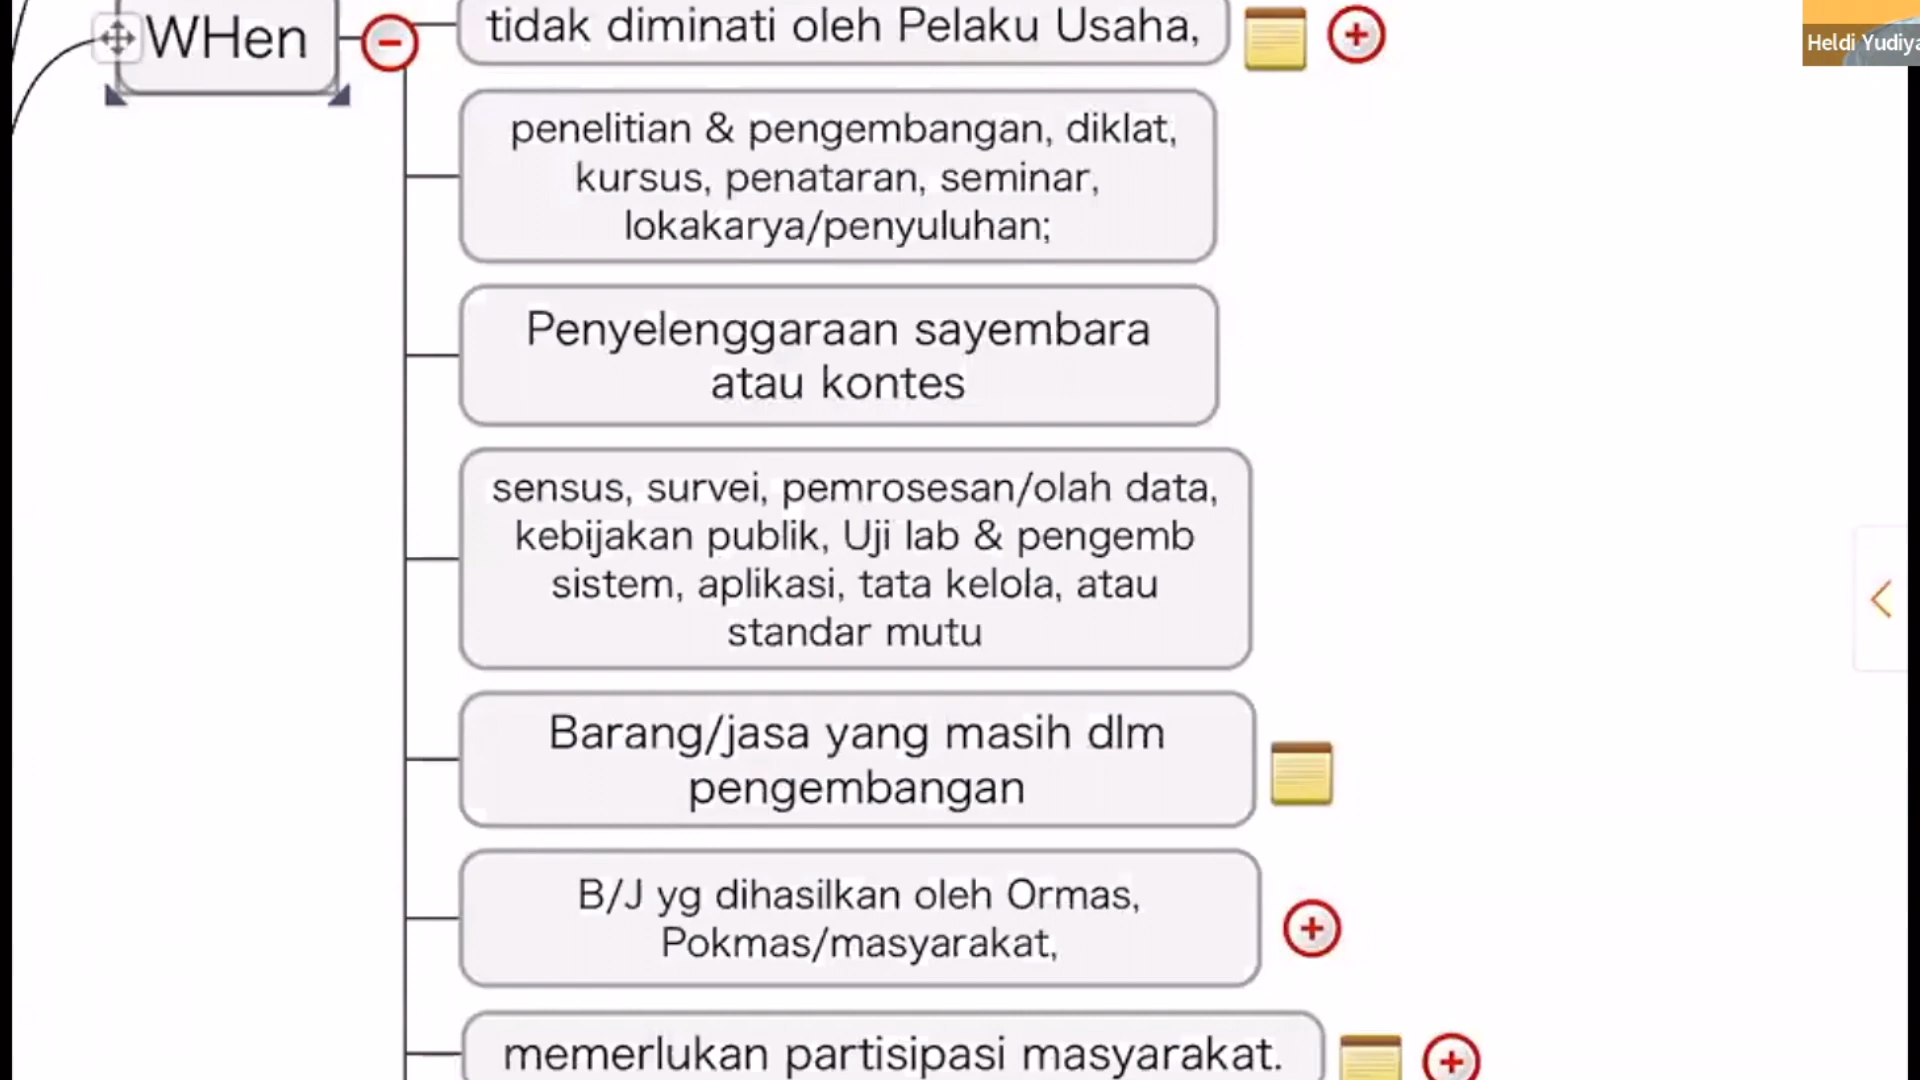 WHen
tidak diminati oleh Pelaku Usaha,
Heldi Yudiya
penelitian & pengembangan, diklat,
kursus, penataran, seminar,
lokakarya/penyuluhan;
Penyelenggaraan sayembara
atau kontes
sensus, survei, pemrosesan/olah data,
kebijakan publik, Uji lab & pengemb
sistem, aplikasi, tata kelola, atau
standar mutu
Barang/jasa yang masih dlm
pengembangan
B/J yg dihasilkan oleh Ormas,
Pokmas/masyarakat,
memerlukan partisipasi masyarakat.